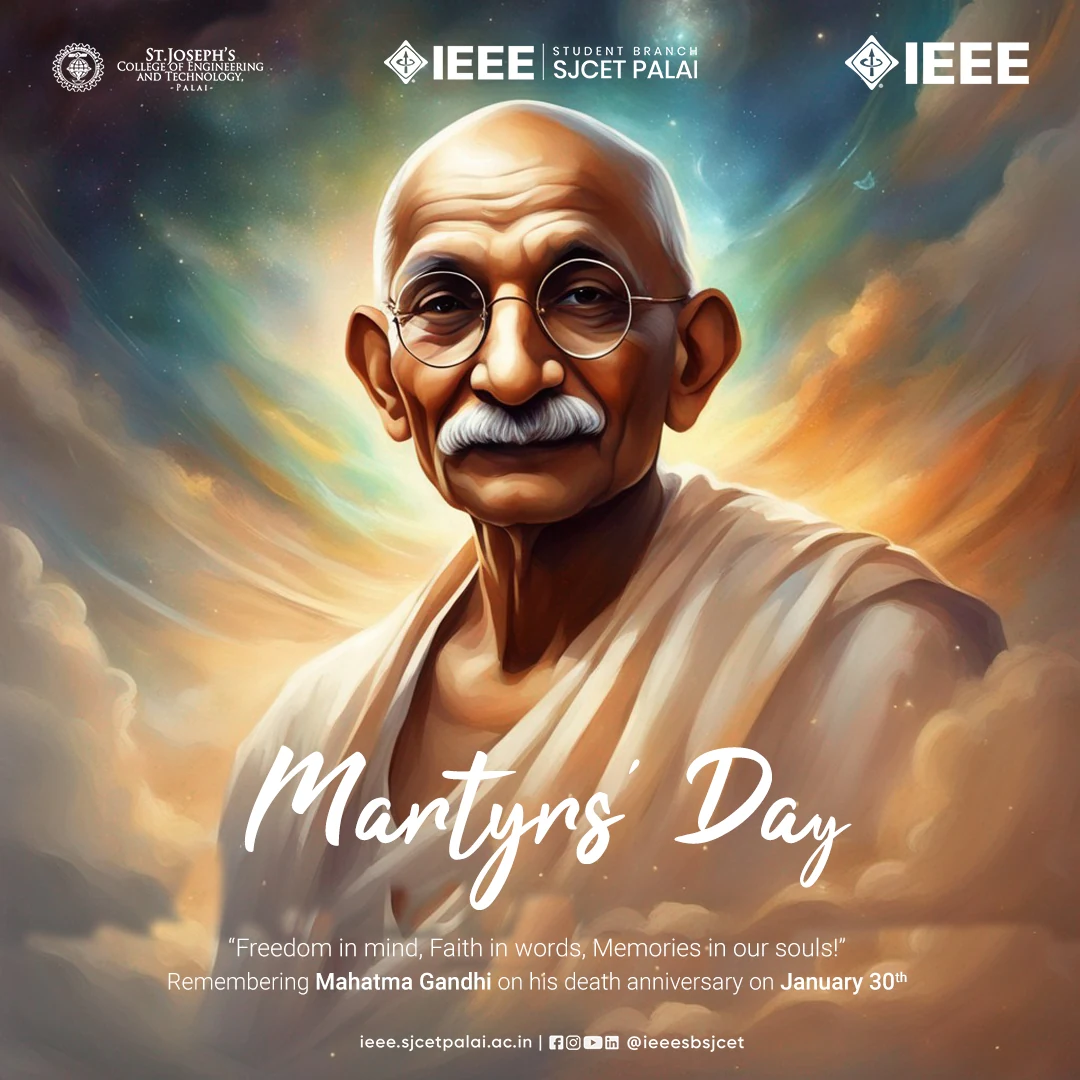 ST.JOSEPH'S
COLLEGE OF ENGINEERING
AND TECHNOLOGY,
-PALAI-
IEEE | STUDENT BRANCH
SJCET PALAI
IEEE
Martyrs' Day
“Freedom in mind, Faith in words, Memories in our souls!”
Remembering Mahatma Gandhi on his death anniversary on January 30th
ieee.sjcetpalai.ac.in | @ieeesbsjcet